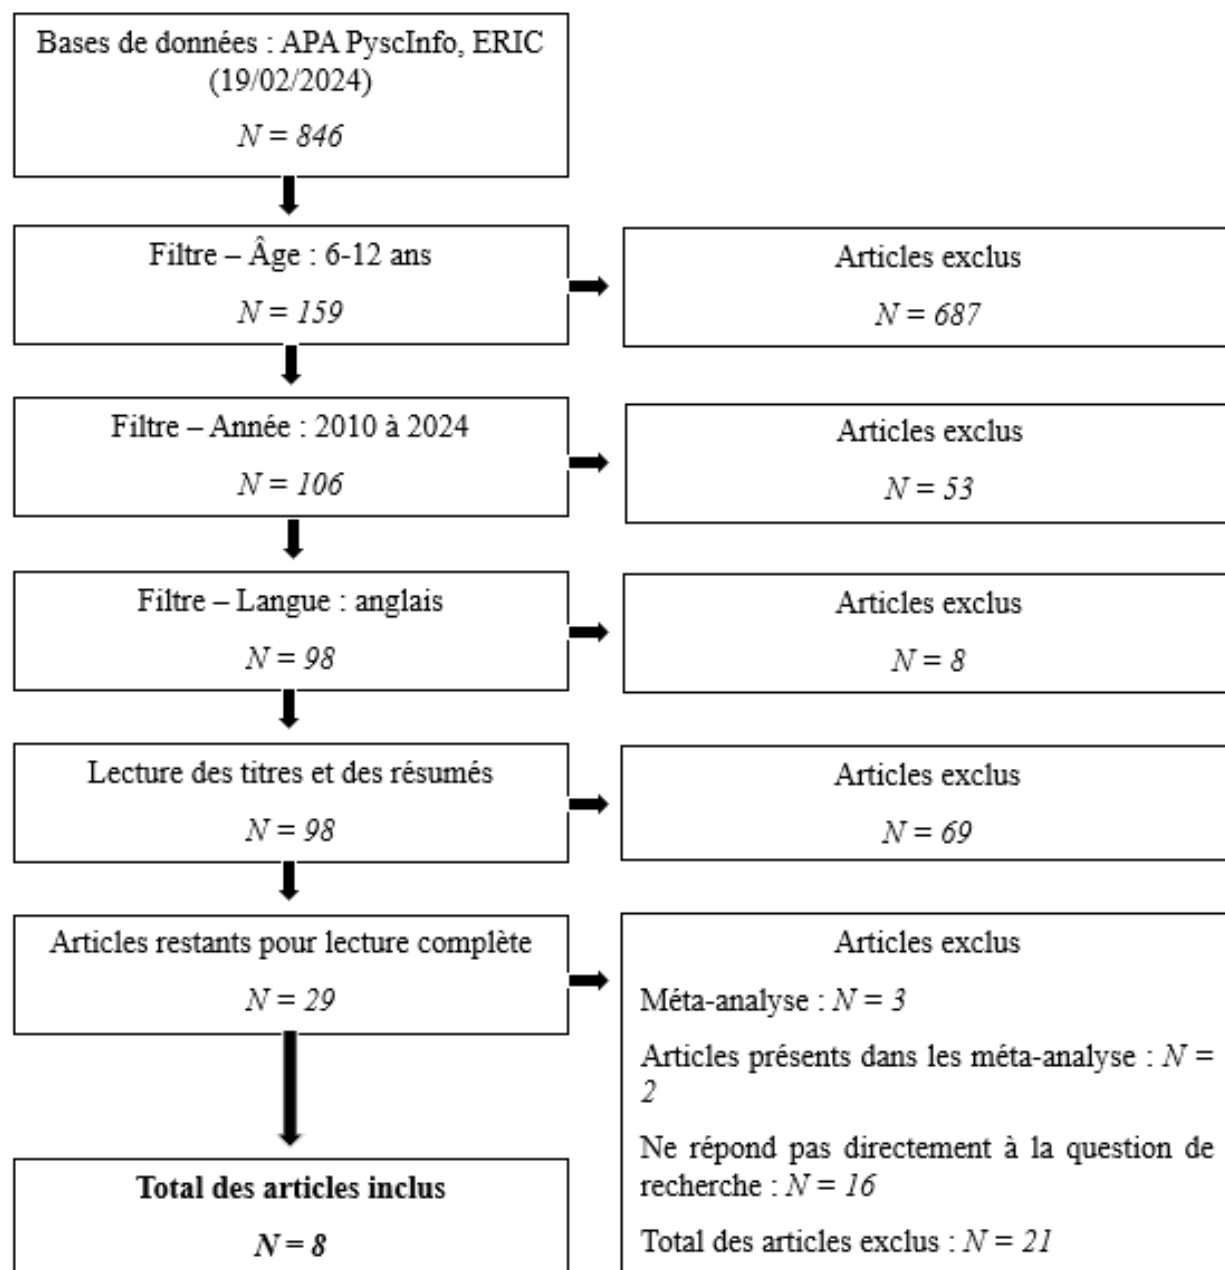 Bases de données : APA PyscInfo, ERIC
(19/02/2024)
N = 846
Filtre – Âge : 6-12 ans
N = 159
Articles exclus
N = 687
Filtre – Année : 2010 à 2024
N = 106
Articles exclus
N = 53
Filtre – Langue : anglais
N = 98
Articles exclus
N = 8
Lecture des titres et des résumés
N = 98
Articles exclus
N = 69
Articles restants pour lecture complète
N = 29
Articles exclus
Méta-analyse : N = 3
Articles présents dans les méta-analyse : N =
2
Ne répond pas directement à la question de
recherche : N = 16
Total des articles exclus : N = 21
Total des articles inclus
N = 8